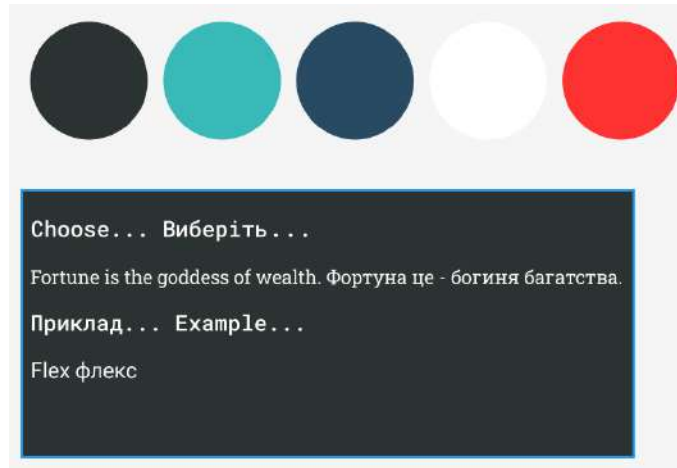 Choose... Виберіть...
Fortune is the goddess of wealth. Фортуна це - богиня багатства.
Приклад... Example...
Flex флекс